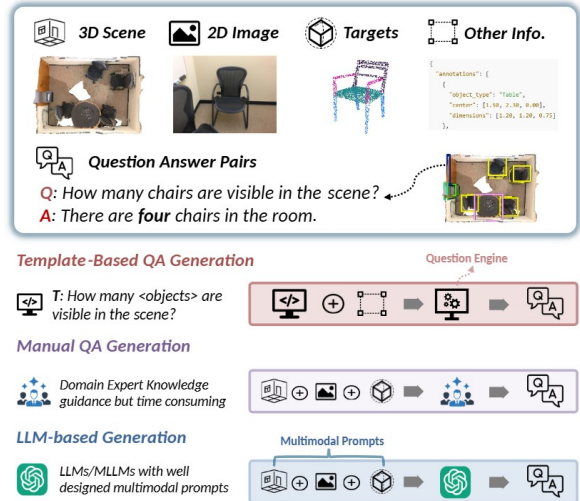 3D Scene
2D Image
Targets
Other Info.
{
"annotations": [
{
"object_type": "Table",
"center": [1.50, 2.30, 0.00],
"dimensions": [1.20, 1.20, 0.75]
},
Q
A
Question Answer Pairs
Q: How many chairs are visible in the scene?
A: There are four chairs in the room.
Template-Based QA Generation
Question Engine
T: How many <objects> are
visible in the scene?
Q
A
Manual QA Generation
Domain Expert Knowledge
guidance but time consuming
Q
A
LLM-based Generation
Multimodal Prompts
LLMs/MLLMs with well
designed multimodal prompts
Q
A